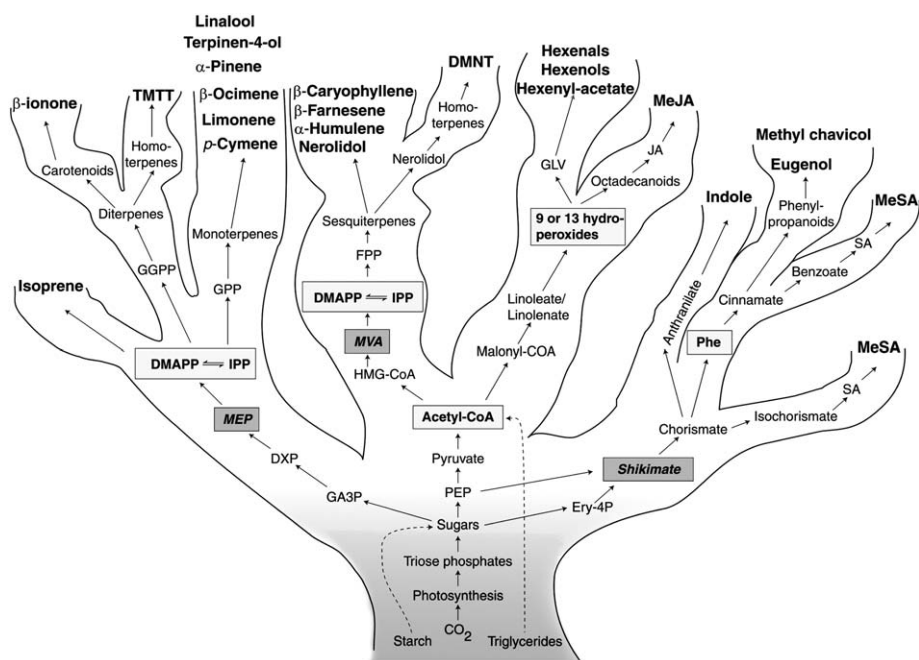 Linalool
Terpinen-4-ol
α-Pinene
β-Ocimene
Limonene
p-Cymene
β-ionone
TMTT
Homo-
terpenes
Carotenoids
Diterpenes
GGPP
Monoterpenes
GPP
Isoprene
DMAPP ⇌ IPP
MEP
DXP
GA3P
β-Caryophyllene
β-Farnesene
α-Humulene
Nerolidol
DMNT
Homo-
terpenes
Nerolidol
Sesquiterpenes
FPP
DMAPP ⇌ IPP
MVA
HMG-CoA
Hexenals
Hexenols
Hexenyl-acetate
MeJA
JA
GLV
Octadecanoids
9 or 13 hydro-
peroxides
Linoleate/
Linolenate
Malonyl-COA
Acetyl-CoA
Pyruvate
PEP
Sugars
Triose phosphates
Photosynthesis
CO2
Starch
Triglycerides
Methyl chavicol
Eugenol
Phenyl-
propanoids
Indole
MeSA
SA
Benzoate
Cinnamate
Anthranilate
Phe
MeSA
SA
Isochorismate
Chorismate
Shikimate
Ery-4P